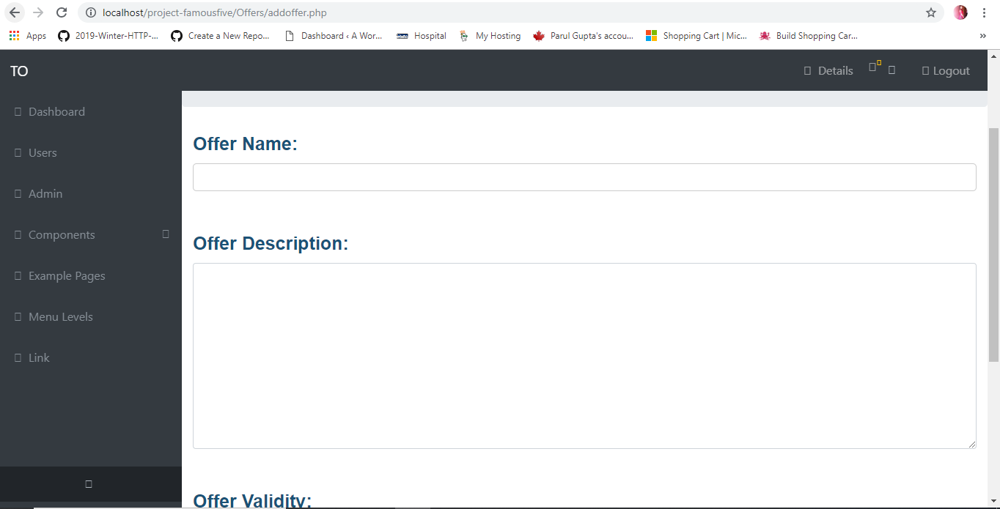 localhost/project-famousfive/Offers/addoffer.php
Apps 2019-Winter-HTTP-... Create a New Repo... Dashboard ‹ A Wor... Hospital My Hosting Parul Gupta's accou... Shopping Cart | Mic... Build Shopping Car... »
TO Details Logout
Dashboard
Users
Admin
Components
Example Pages
Menu Levels
Link
Offer Name:
Offer Description:
Offer Validity: